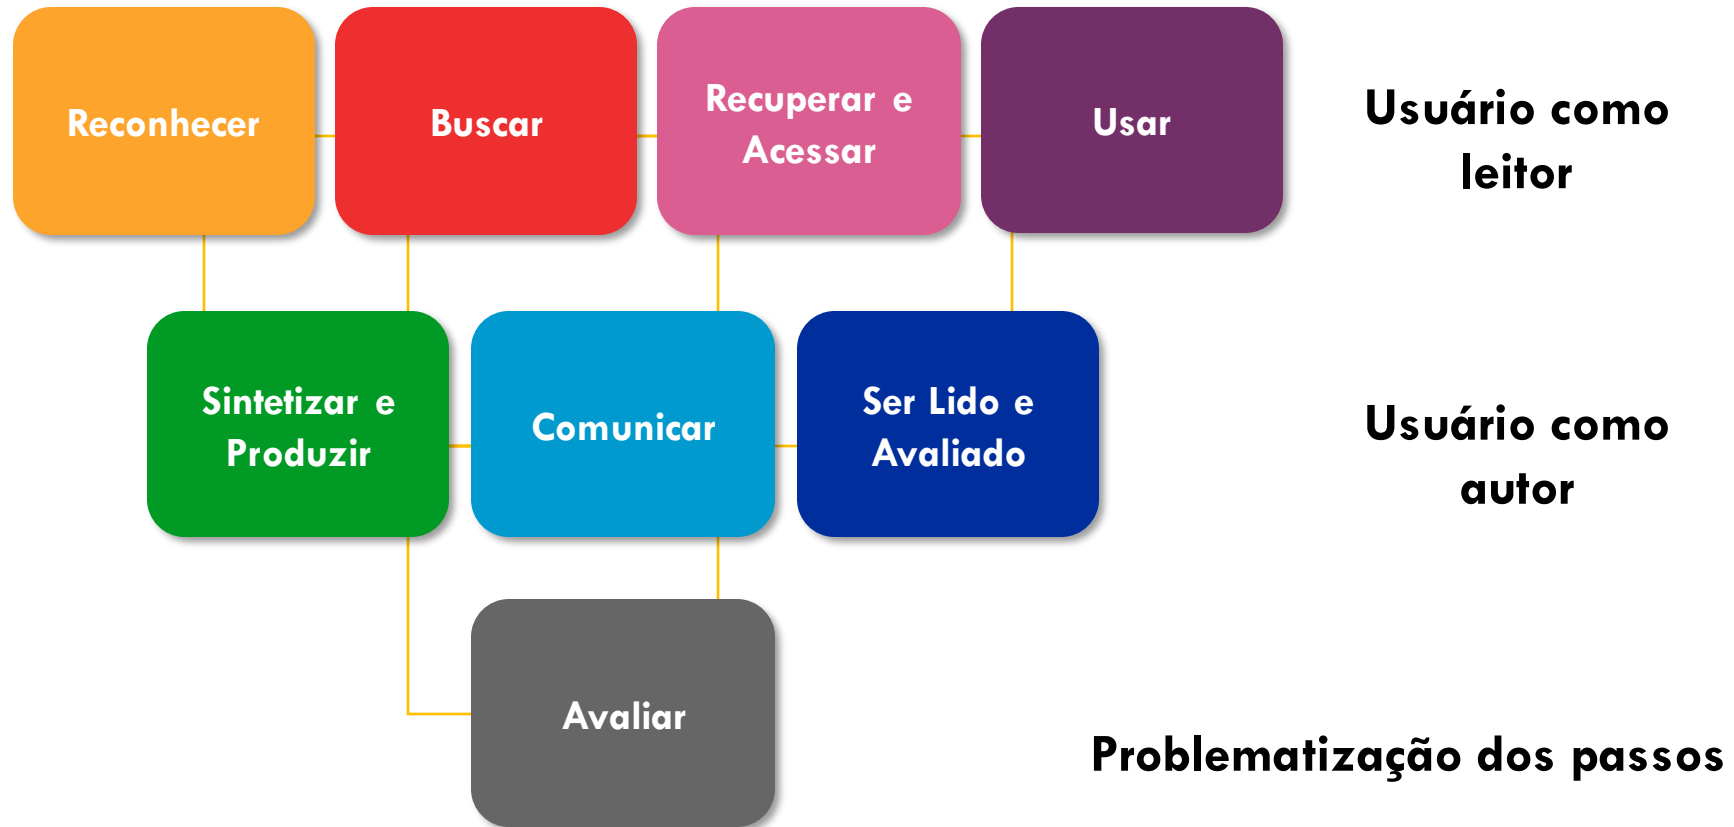 Reconhecer
Buscar
Recuperar e
Acessar
Usar
Usuário como
leitor
Sintetizar e
Produzir
Comunicar
Ser Lido e
Avaliado
Usuário como
autor
Avaliar
Problematização dos passos